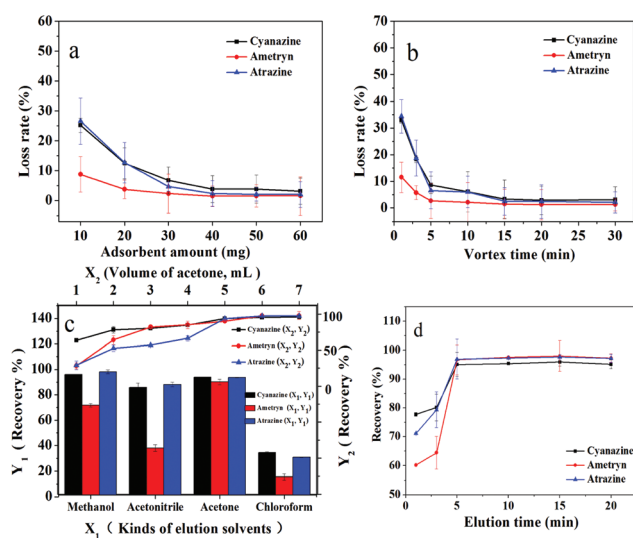 a
Cyanazine
Ametryn
Atrazine
Loss rate (%)
60
50
40
30
20
10
0
10 20 30 40 50 60
Adsorbent amount (mg)
b
Cyanazine
Ametryn
Atrazine
Loss rate (%)
70
60
50
40
30
20
10
0
0 5 10 15 20 25 30
Vortex time (min)
X2 (Volume of acetone, mL)
1 2 3 4 5 6 7
c
Cyanazine (X2, Y2)
Ametryn (X2, Y2)
Atrazine (X2, Y2)
Cyanazine (X1, Y1)
Ametryn (X1, Y1)
Atrazine (X1, Y1)
Y1 ( Recovery %)
140
120
100
80
60
40
20
0
100
50
0
Y2 ( Recovery %)
Methanol Acetonitrile Acetone Chloroform
X1 ( Kinds of elution solvents)
d
Cyanazine
Ametryn
Atrazine
Recovery (%)
110
100
90
80
70
60
50
0 5 10 15 20
Elution time (min)